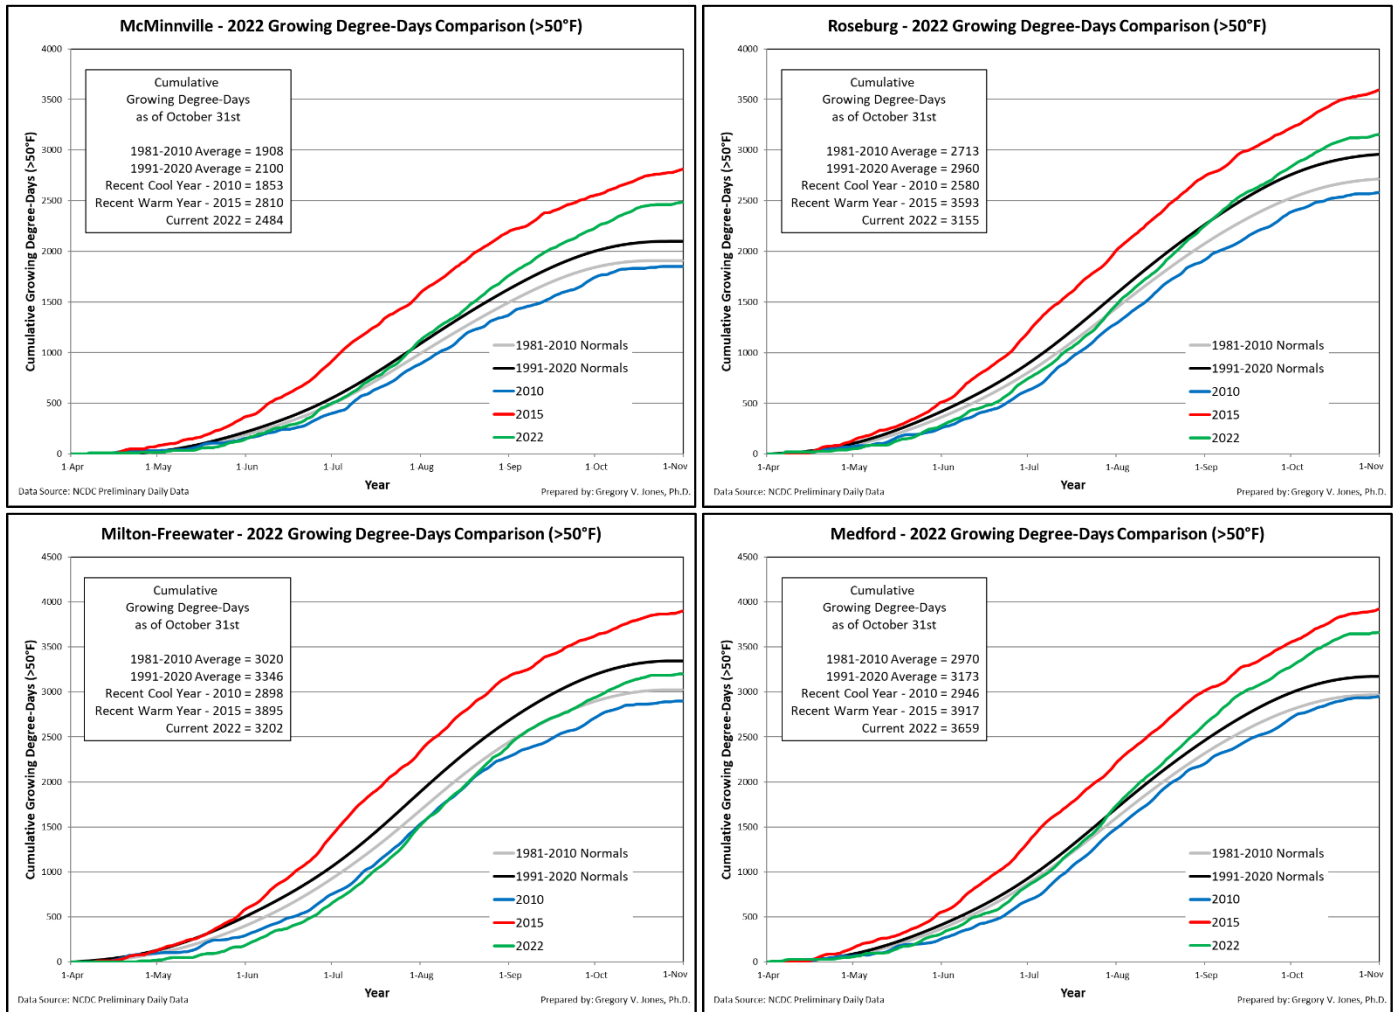 McMinnville - 2022 Growing Degree-Days Comparison (>50°F)
Cumulative Growing Degree-Days (>50°F)
4000
3500
3000
2500
2000
1500
1000
500
0
Cumulative
Growing Degree-Days
as of October 31st
1981-2010 Average = 1908
1991-2020 Average = 2100
Recent Cool Year - 2010 = 1853
Recent Warm Year - 2015 = 2810
Current 2022 = 2484
1981-2010 Normals
1991-2020 Normals
2010
2015
2022
1-Apr 1-May 1-Jun 1-Jul 1-Aug 1-Sep 1-Oct 1-Nov
Year
Data Source: NCDC Preliminary Daily Data
Prepared by: Gregory V. Jones, Ph.D.
Roseburg - 2022 Growing Degree-Days Comparison (>50°F)
Cumulative Growing Degree-Days (>50°F)
4000
3500
3000
2500
2000
1500
1000
500
0
Cumulative
Growing Degree-Days
as of October 31st
1981-2010 Average = 2713
1991-2020 Average = 2960
Recent Cool Year - 2010 = 2580
Recent Warm Year - 2015 = 3593
Current 2022 = 3155
1981-2010 Normals
1991-2020 Normals
2010
2015
2022
1-Apr 1-May 1-Jun 1-Jul 1-Aug 1-Sep 1-Oct 1-Nov
Year
Data Source: NCDC Preliminary Daily Data
Prepared by: Gregory V. Jones, Ph.D.
Milton-Freewater - 2022 Growing Degree-Days Comparison (>50°F)
Cumulative Growing Degree-Days (>50°F)
4500
4000
3500
3000
2500
2000
1500
1000
500
0
Cumulative
Growing Degree-Days
as of October 31st
1981-2010 Average = 3020
1991-2020 Average = 3346
Recent Cool Year - 2010 = 2898
Recent Warm Year - 2015 = 3895
Current 2022 = 3202
1981-2010 Normals
1991-2020 Normals
2010
2015
2022
1-Apr 1-May 1-Jun 1-Jul 1-Aug 1-Sep 1-Oct 1-Nov
Year
Data Source: NCDC Preliminary Daily Data
Prepared by: Gregory V. Jones, Ph.D.
Medford - 2022 Growing Degree-Days Comparison (>50°F)
Cumulative Growing Degree-Days (>50°F)
4500
4000
3500
3000
2500
2000
1500
1000
500
0
Cumulative
Growing Degree-Days
as of October 31st
1981-2010 Average = 2970
1991-2020 Average = 3173
Recent Cool Year - 2010 = 2946
Recent Warm Year - 2015 = 3917
Current 2022 = 3659
1981-2010 Normals
1991-2020 Normals
2010
2015
2022
1-Apr 1-May 1-Jun 1-Jul 1-Aug 1-Sep 1-Oct 1-Nov
Year
Data Source: NCDC Preliminary Daily Data
Prepared by: Gregory V. Jones, Ph.D.